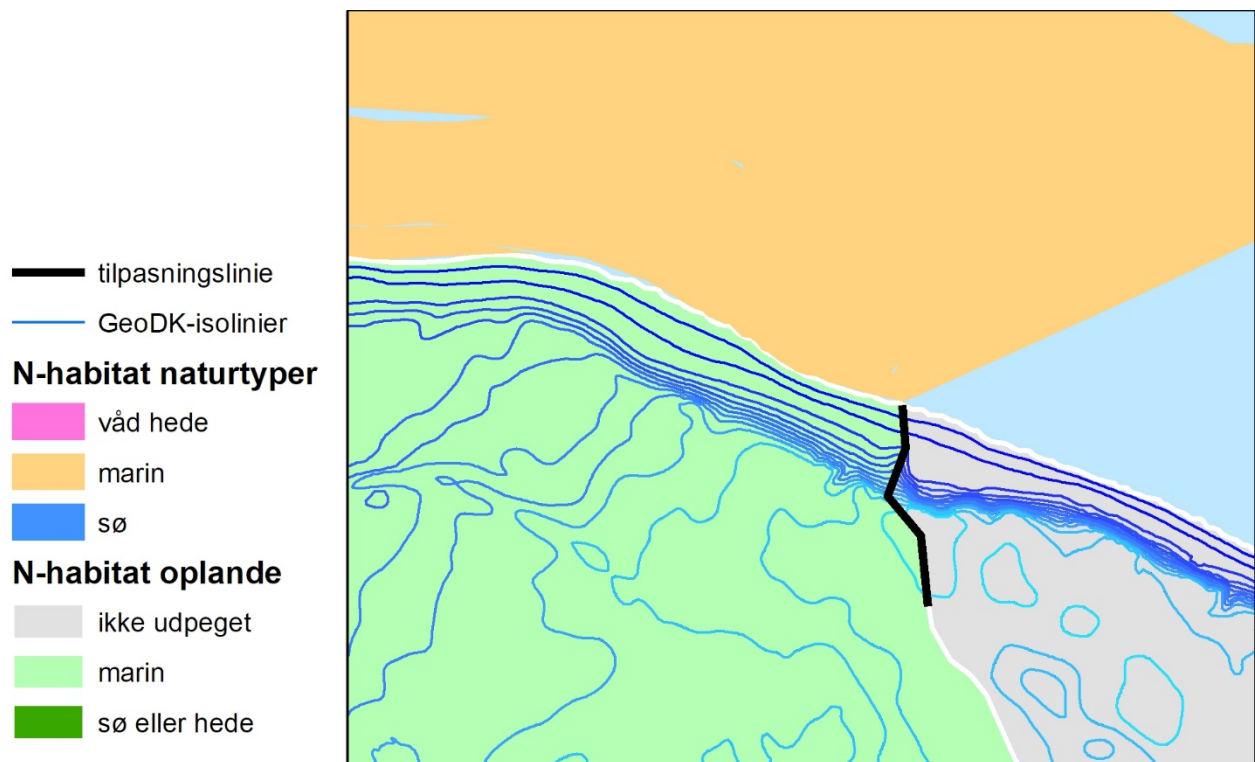 tilpasningslinie
GeoDK-isolinier
N-habitat naturtyper
våd hede
marin
sø
N-habitat oplande
ikke udpeget
marin
sø eller hede